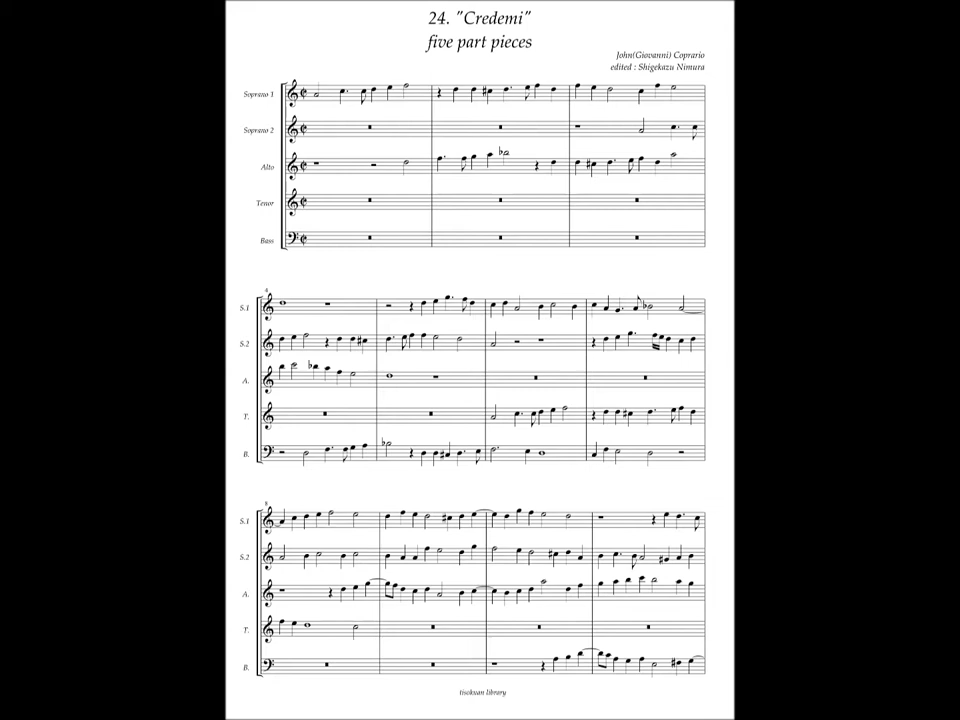 24. "Credemi"
five part pieces
John(Giovanni) Coprario
edited : Shigekazu Nimura
Soprano 1
Soprano 2
Alto
Tenor
Bass
4
S.1
S.2
A.
T.
B.
8
S.1
S.2
A.
T.
B.
tisokuan library